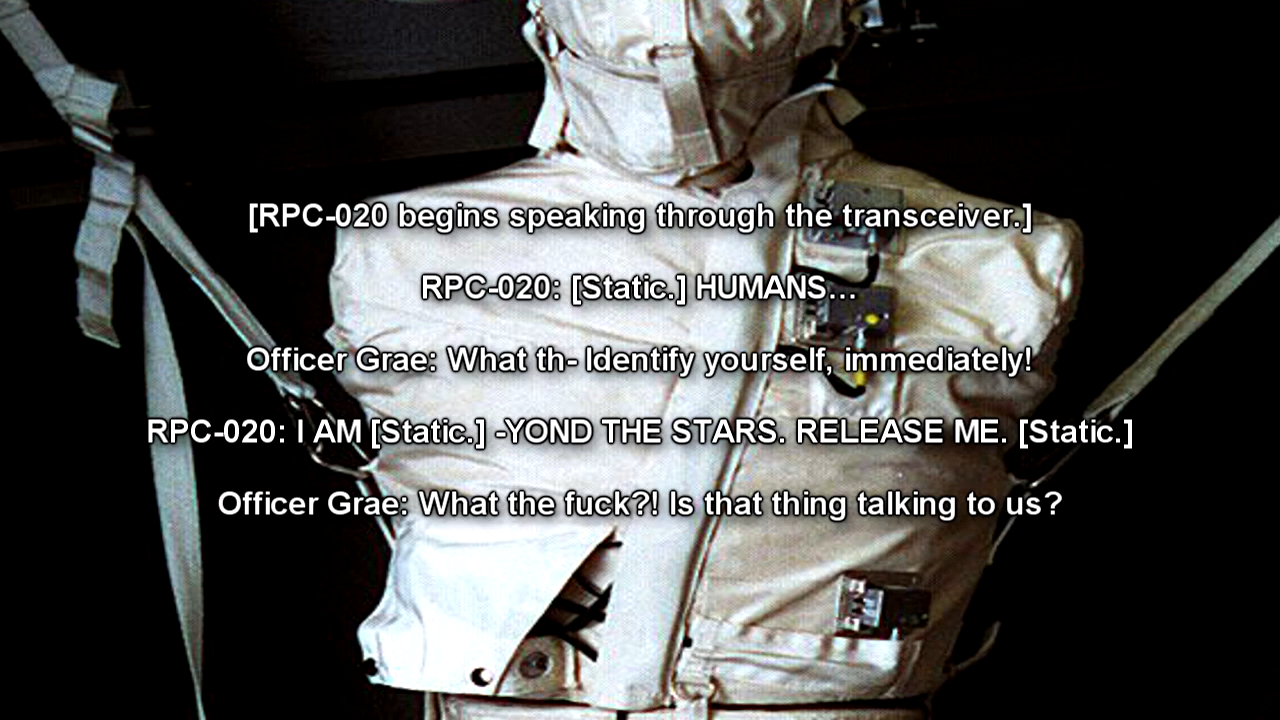 [RPC-020 begins speaking through the transceiver.]
RPC-020: [Static.] HUMANS...
Officer Grae: What th- Identify yourself, immediately!
RPC-020: I AM [Static.] -YOND THE STARS. RELEASE ME. [Static.]
Officer Grae: What the fuck?! Is that thing talking to us?